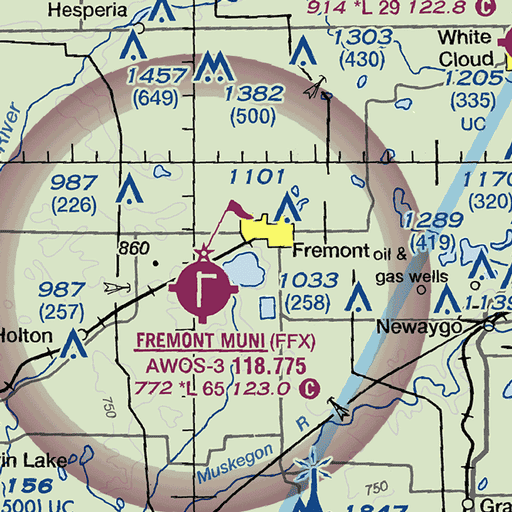 Hesperia
914 *L 29 122.8 C
1303
(430)
White
Cloud
1457
(649)
1382
(500)
1205
(335)
UC
River
987
(226)
1101
1170
(320)
1289
(419)
860
Fremont
oil &
gas wells
987
(257)
1033
(258)
1139
Holton
Newaygo
FREMONT MUNI (FFX)
AWOS-3 118.775
772 *L 65 123.0 C
750
R
Muskegon
in Lake
156
500) UC
750
1847
Gra